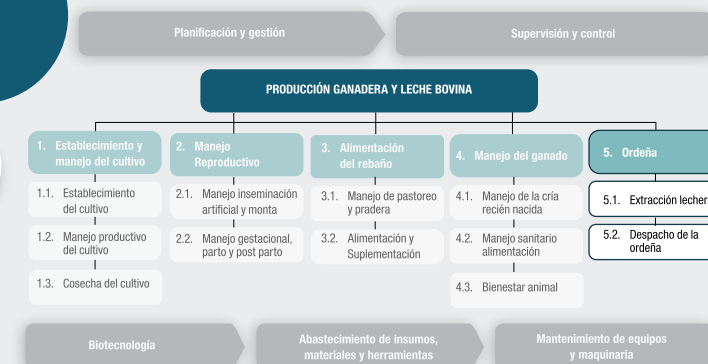 Planificación y gestión
Supervisión y control
PRODUCCIÓN GANADERA Y LECHE BOVINA
1. Establecimiento y
manejo del cultivo
1.1. Establecimiento
del cultivo
1.2. Manejo productivo
del cultivo
1.3. Cosecha del cultivo
2. Manejo
Reproductivo
2.1. Manejo inseminación
artificial y monta
2.2. Manejo gestacional,
parto y post parto
3. Alimentación
del rebaño
3.1. Manejo de pastoreo
y pradera
3.2. Alimentación y
Suplementación
4. Manejo del ganado
4.1. Manejo de la cría
recién nacida
4.2. Manejo sanitario
alimentación
4.3. Bienestar animal
5. Ordeña
5.1. Extracción lecher
5.2. Despacho de la
ordeña
Biotecnología
Abastecimiento de insumos,
materiales y herramientas
Mantenimiento de equipos
y maquinaria